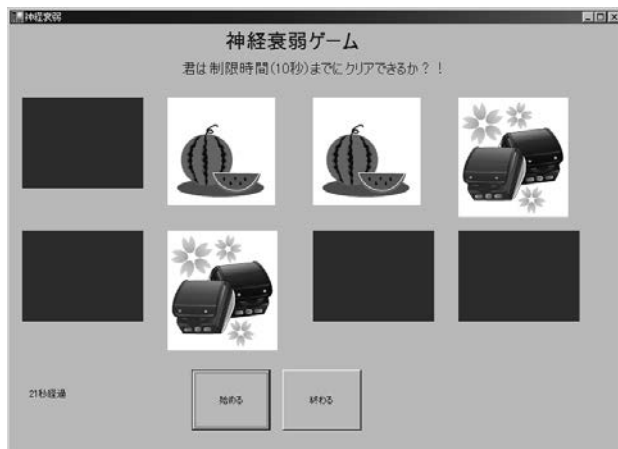 神経衰弱
神経衰弱ゲーム
君は制限時間(10秒)までにクリアできるか？！
21秒経過
始める
終わる